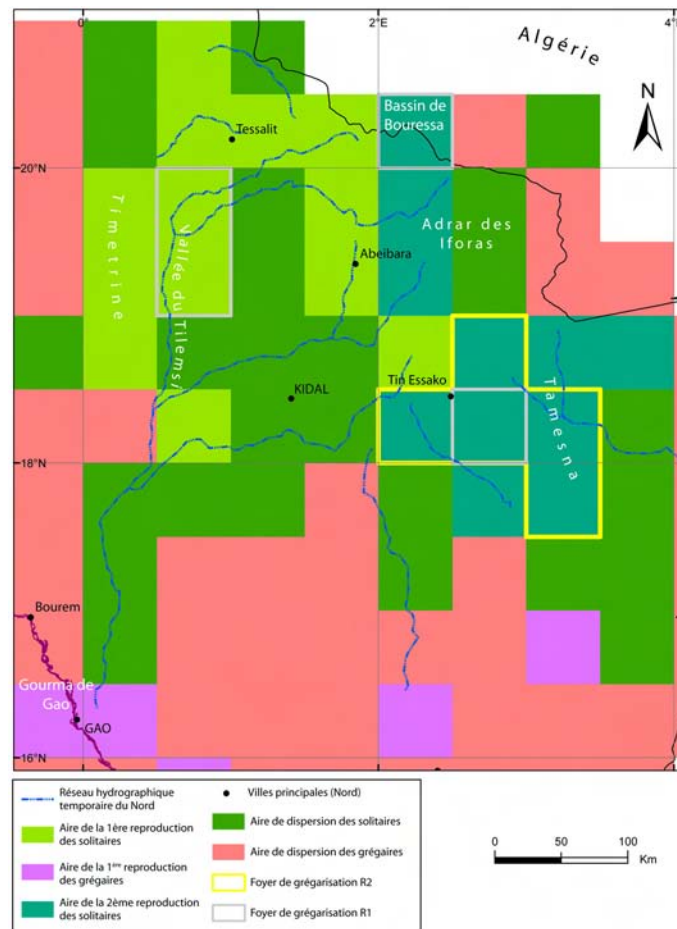 0°
2°E
4°
Algérie
N
Bassin de
Bouressa
Tessalit
20°N
Timetrine
Vallée du Tilemsi
Adrar des
Iforas
Abeibara
KIDAL
Tin Essako
Tamesna
18°N
Bourem
Gourma de
Gao
GAO
16°N
Réseau hydrographique
temporaire du Nord
Aire de la 1ère reproduction
des solitaires
Aire de la 1ère reproduction
des grégaires
Aire de la 2ème reproduction
des solitaires
Villes principales (Nord)
Aire de dispersion des solitaires
Aire de dispersion des grégaires
Foyer de grégarisation R2
Foyer de grégarisation R1
0 50 100
Km